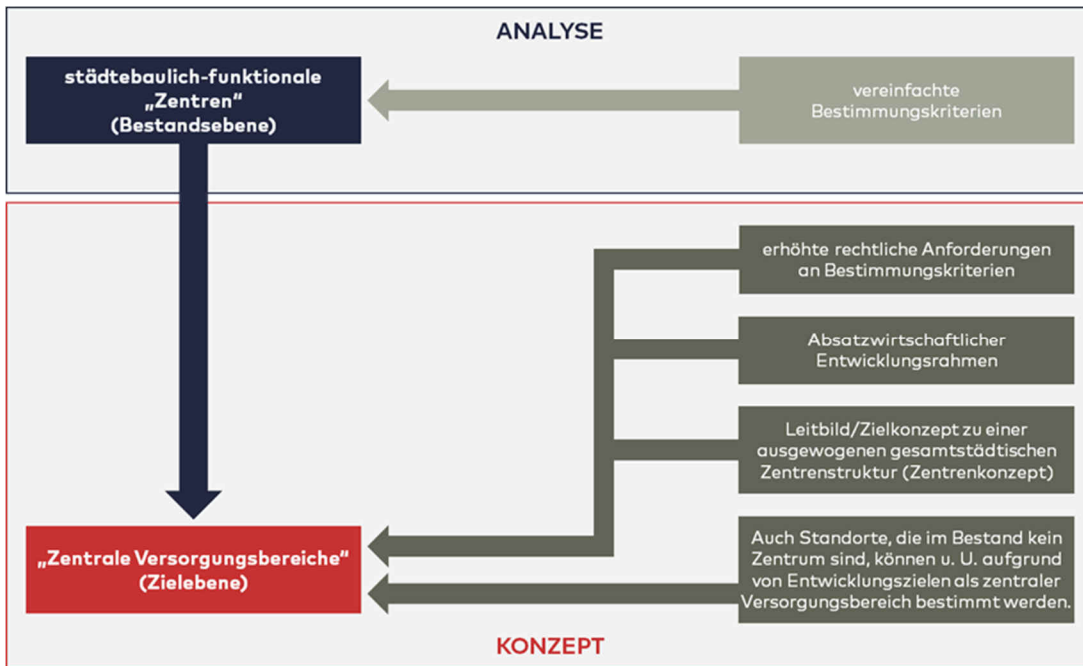 ANALYSE
städtebaulich-funktionale
„Zentren“
(Bestandsebene)
vereinfachte
Bestimmungskriterien
erhöhte rechtliche Anforderungen
an Bestimmungskriterien
Absatzwirtschaftlicher
Entwicklungsrahmen
Leitbild/Zielkonzept zu einer
ausgewogenen gesamtstädtischen
Zentrenstruktur (Zentrenkonzept)
„Zentrale Versorgungsbereiche“
(Zielebene)
Auch Standorte, die im Bestand kein
Zentrum sind, können u. U. aufgrund
von Entwicklungszielen als zentraler
Versorgungsbereich bestimmt werden.
KONZEPT